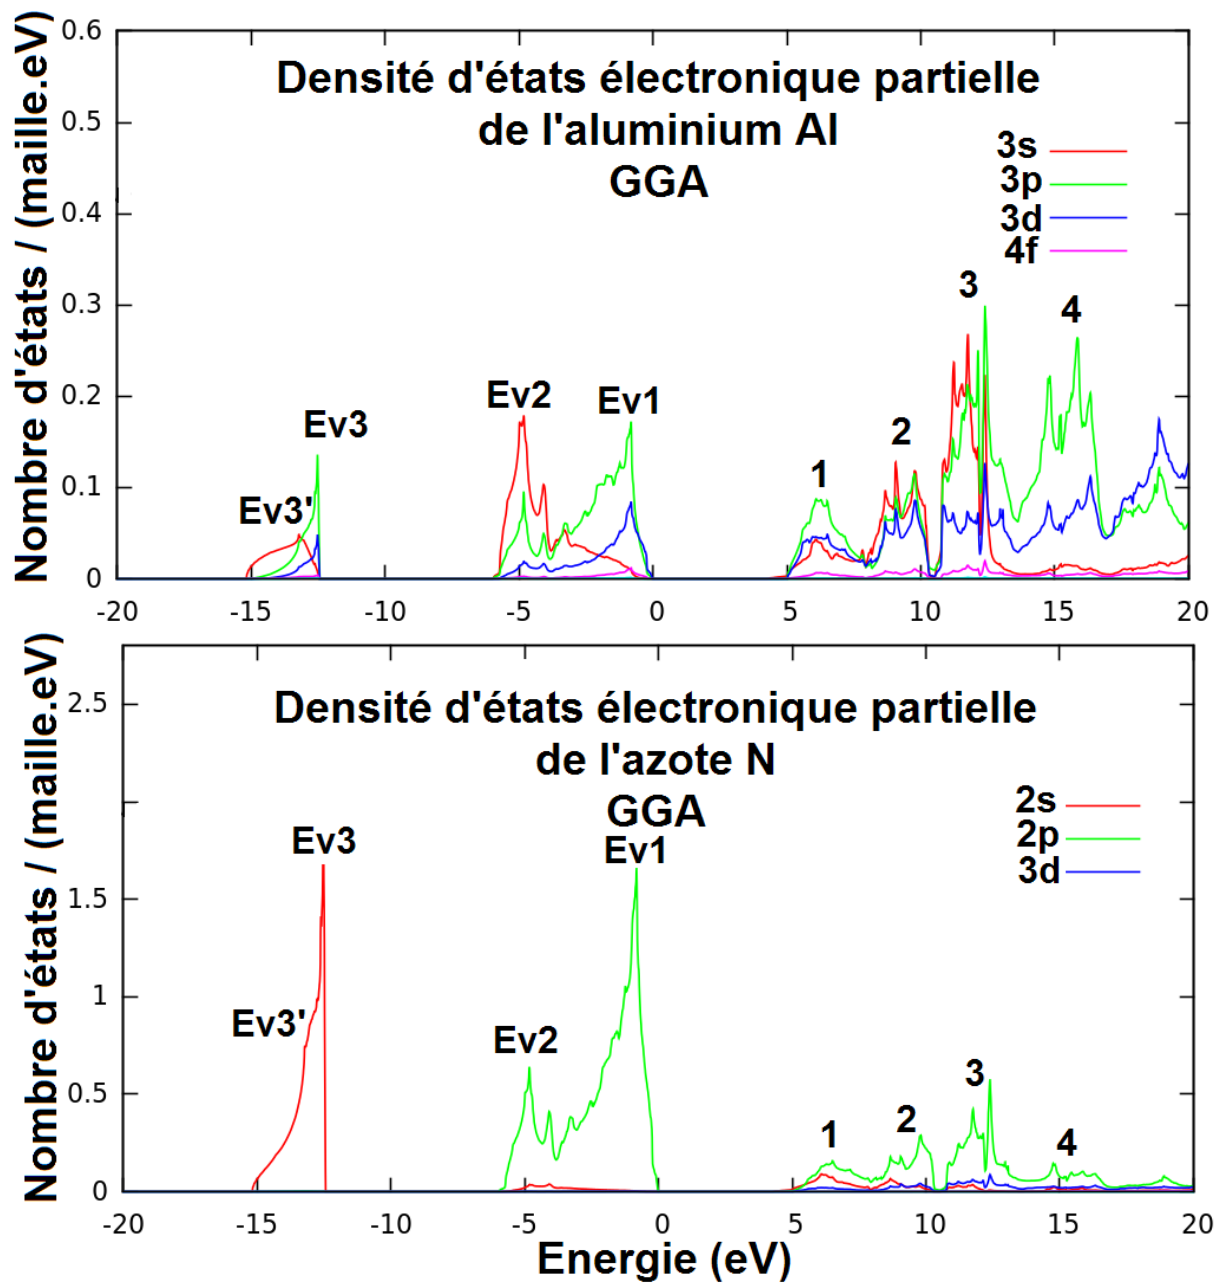 Nombre d'états / (maille.eV)
0.6
0.5
0.4
0.3
0.2
0.1
0
Densité d'états électronique partielle
de l'aluminium Al
GGA
3s
3p
3d
4f
Ev3
Ev3'
Ev2
Ev1
1
2
3
4
-20
-15
-10
-5
0
5
10
15
20
Nombre d'états / (maille.eV)
2.5
1.5
1
0.5
0
Densité d'états électronique partielle
de l'azote N
GGA
2s
2p
3d
Ev3
Ev3'
Ev2
Ev1
1
2
3
4
-20
-15
-10
-5
0
5
10
15
20
Energie (eV)